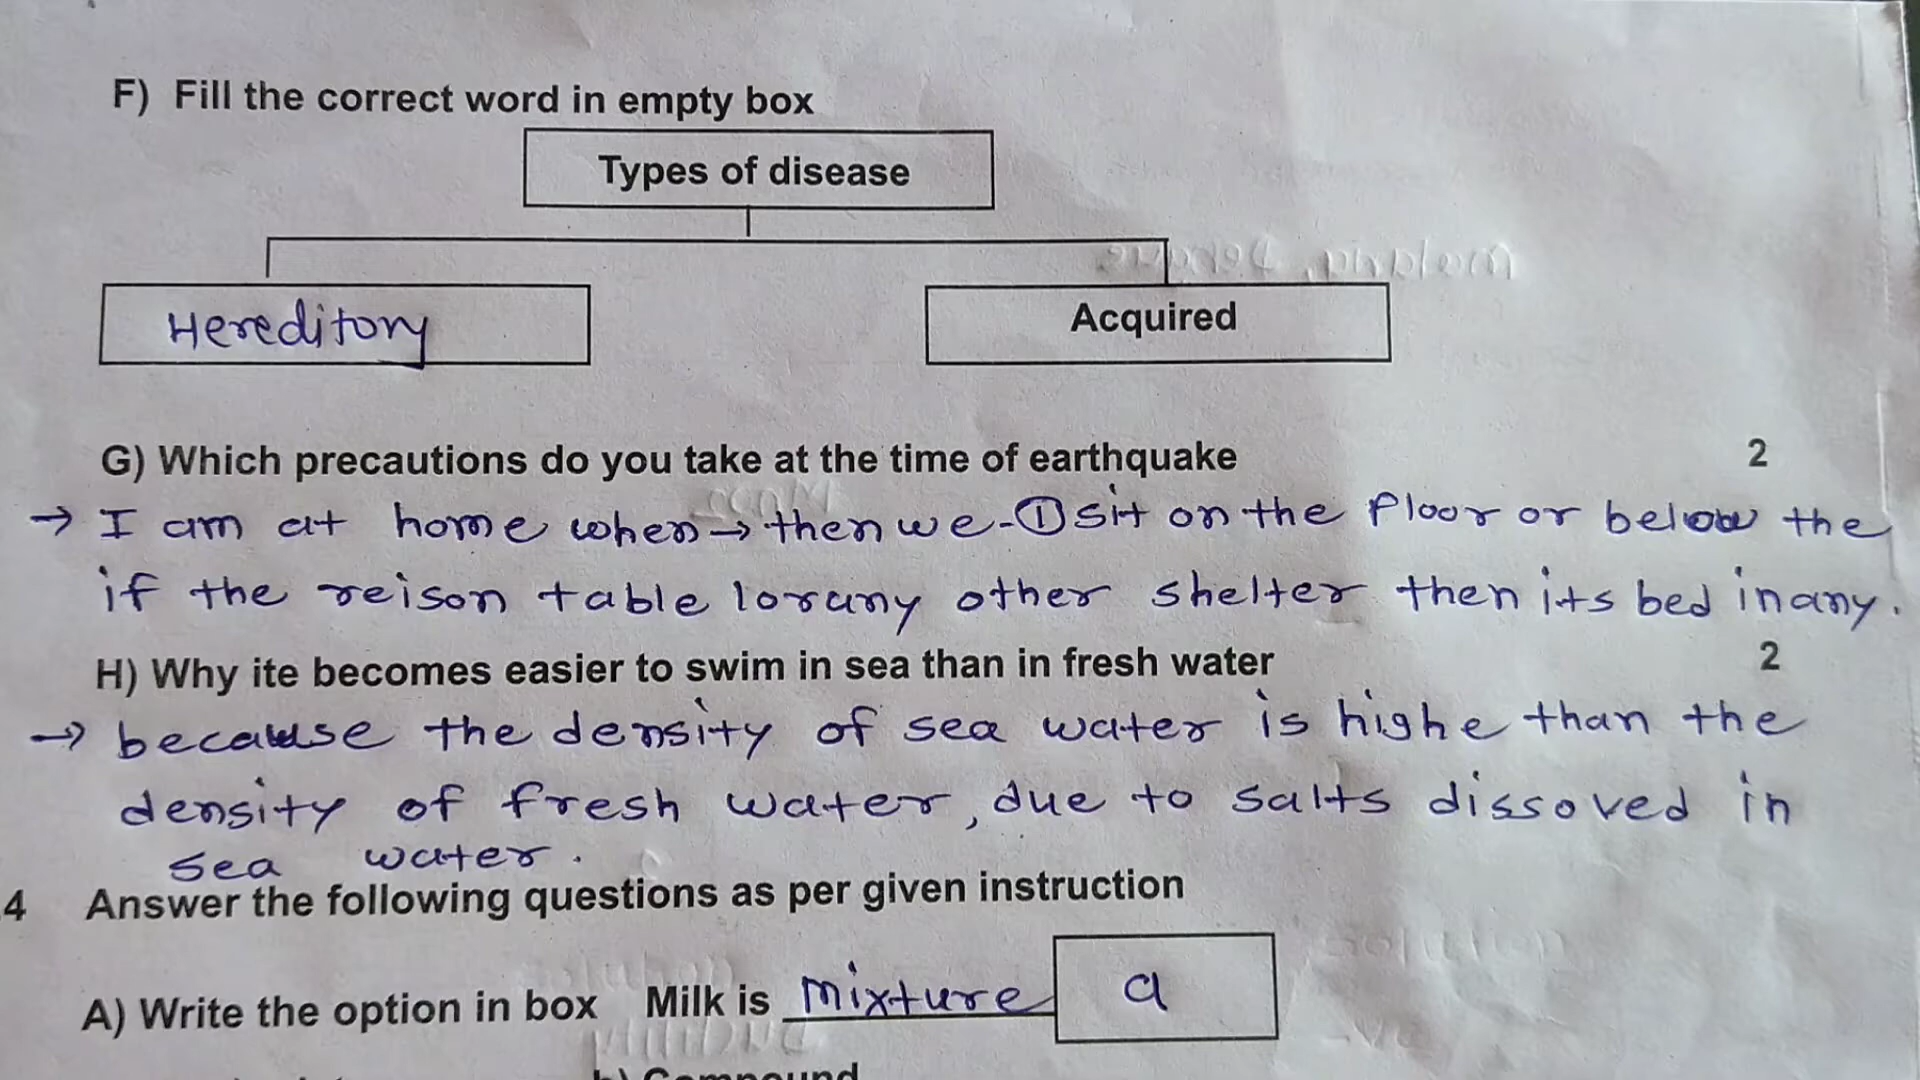 F) Fill the correct word in empty box
Types of disease
Hereditory
Acquired
G) Which precautions do you take at the time of earthquake 2
→ I am at home when → then we - ① sit on the floor or below the
if the reison table lorany other shelter then its bed in any.
H) Why ite becomes easier to swim in sea than in fresh water 2
→ because the density of sea water is highe than the
density of fresh water, due to salts dissoved in
sea water.
4 Answer the following questions as per given instruction
A) Write the option in box Milk is mixture a
b) Compound